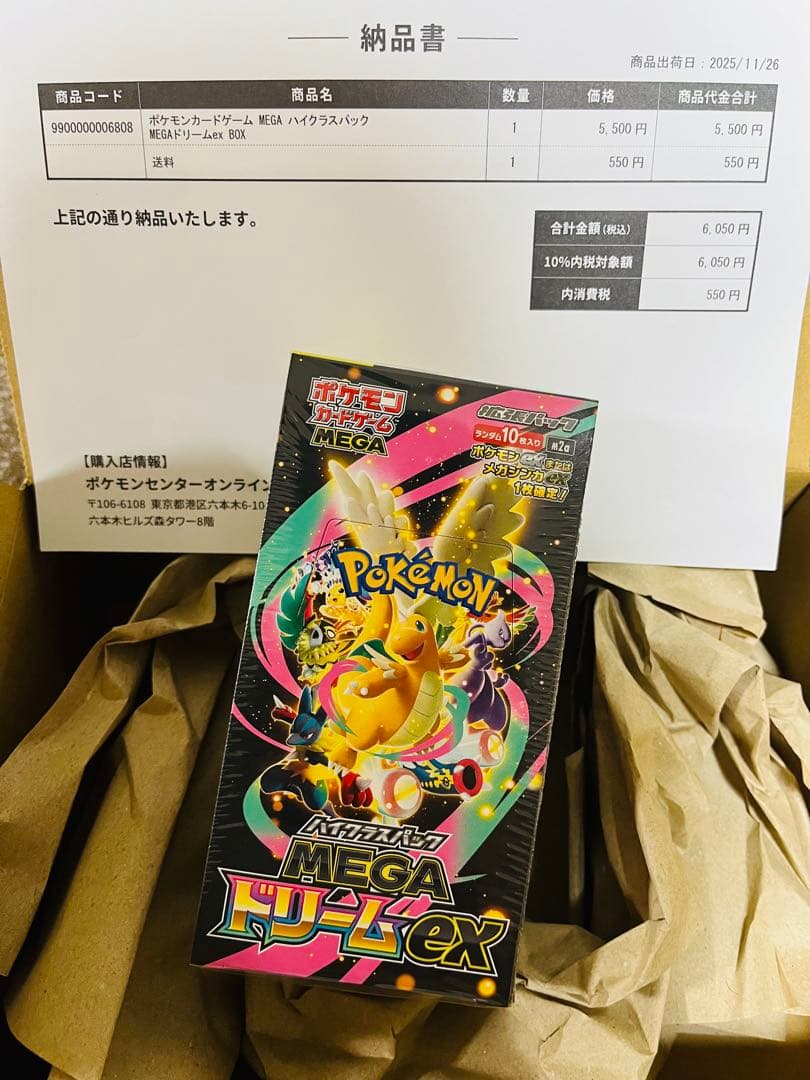 納品書
商品出荷日：2025/11/26
商品コード 商品名 数量 価格 商品代金合計
9900000006808 ポケモンカードゲーム MEGA ハイクラスパック 1 5,500円 5,500円
MEGAドリームex BOX
送料 1 550円 550円
上記の通り納品いたします。
合計金額(税込) 6,050円
10%内税対象額 6,050円
内消費税 550円
【購入店情報】
ポケモンセンターオンライン
〒106-6108 東京都港区六本木6-10
六本木ヒルズ森タワー8階
ポケモン
カードゲーム
MEGA
拡張パック
ランダム10枚入り
M2a
ポケモンexまたは
メガシンカex
1枚確定!
Pokémon
ハイクラスパック
MEGA
ドリームex